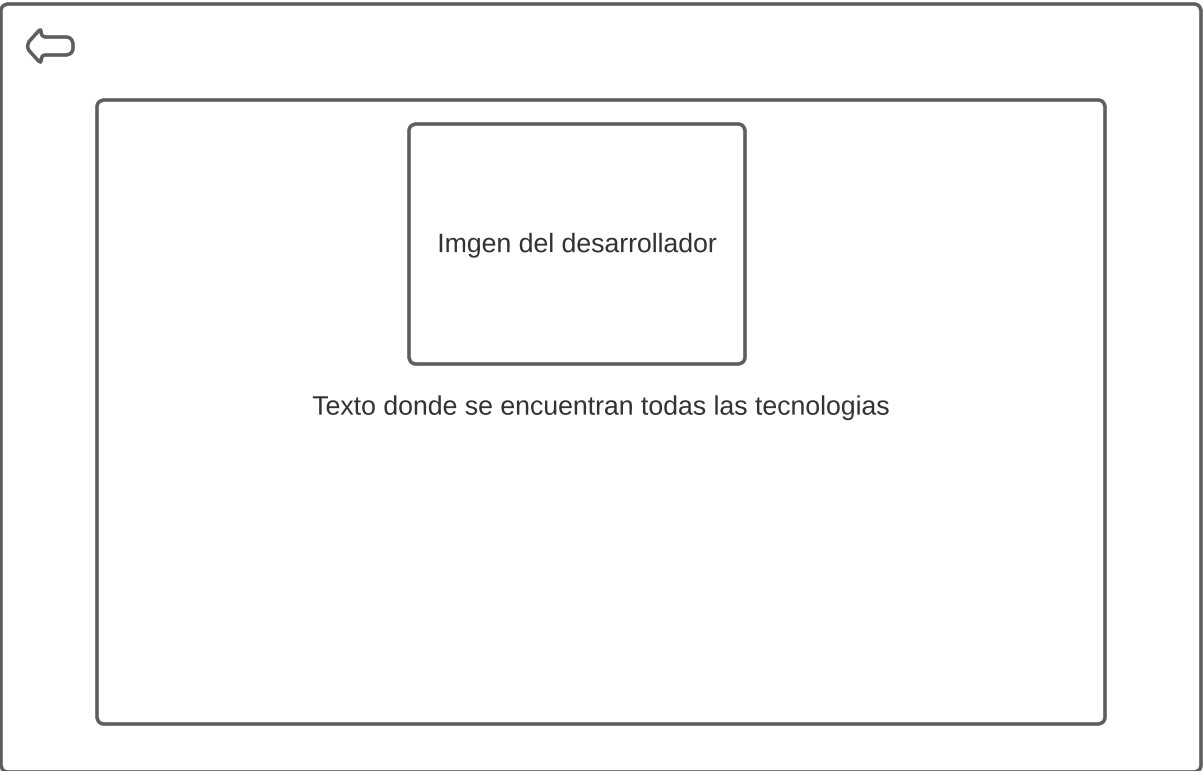 Imgen del desarrollador
Texto donde se encuentran todas las tecnologias